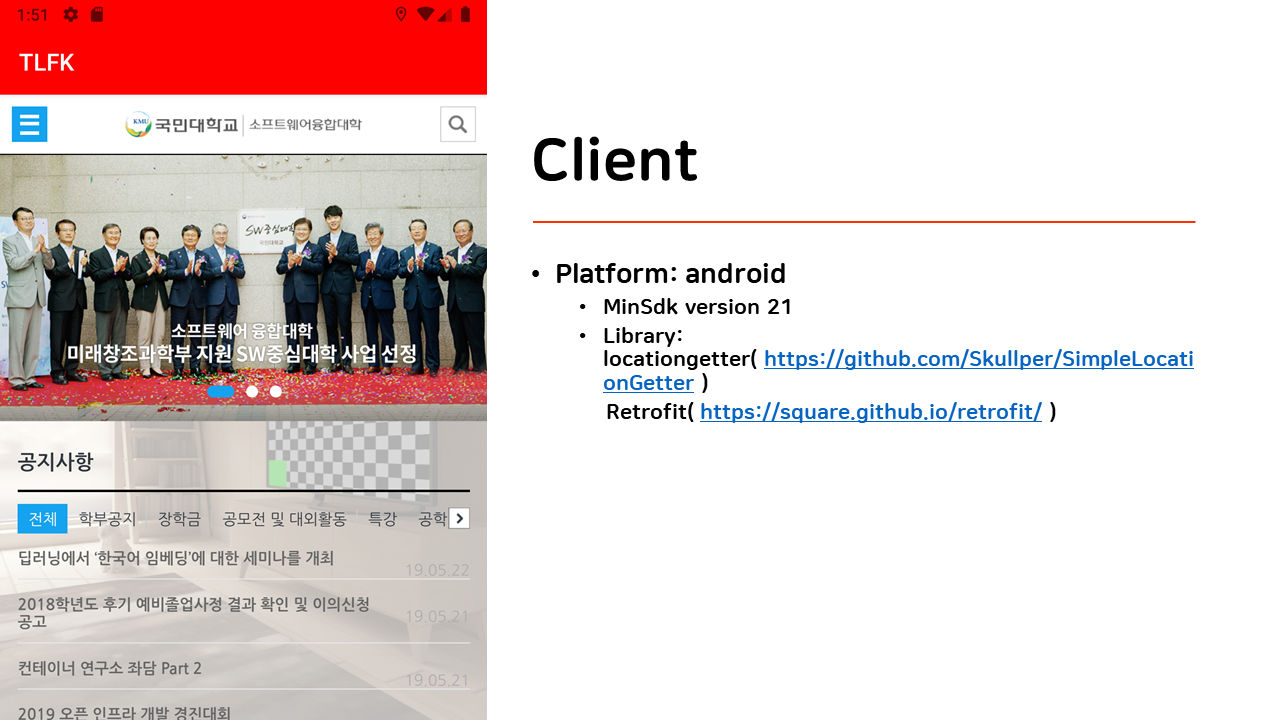 1:51
TLFK
KMU 국민대학교 소프트웨어융합대학
SW중심대학
국민대학교
소프트웨어 융합대학
미래창조과학부 지원 SW중심대학 사업 선정
공지사항
전체 학부공지 장학금 공모전 및 대외활동 특강 공학
딥러닝에서 ‘한국어 임베딩’에 대한 세미나를 개최
19.05.22
2018학년도 후기 예비졸업사정 결과 확인 및 이의신청
공고
19.05.21
컨테이너 연구소 좌담 Part 2
19.05.21
2019 오픈 인프라 개발 경진대회
Client
• Platform: android
• MinSdk version 21
• Library:
locationgetter( https://github.com/Skullper/SimpleLocati
onGetter )
Retrofit( https://square.github.io/retrofit/ )